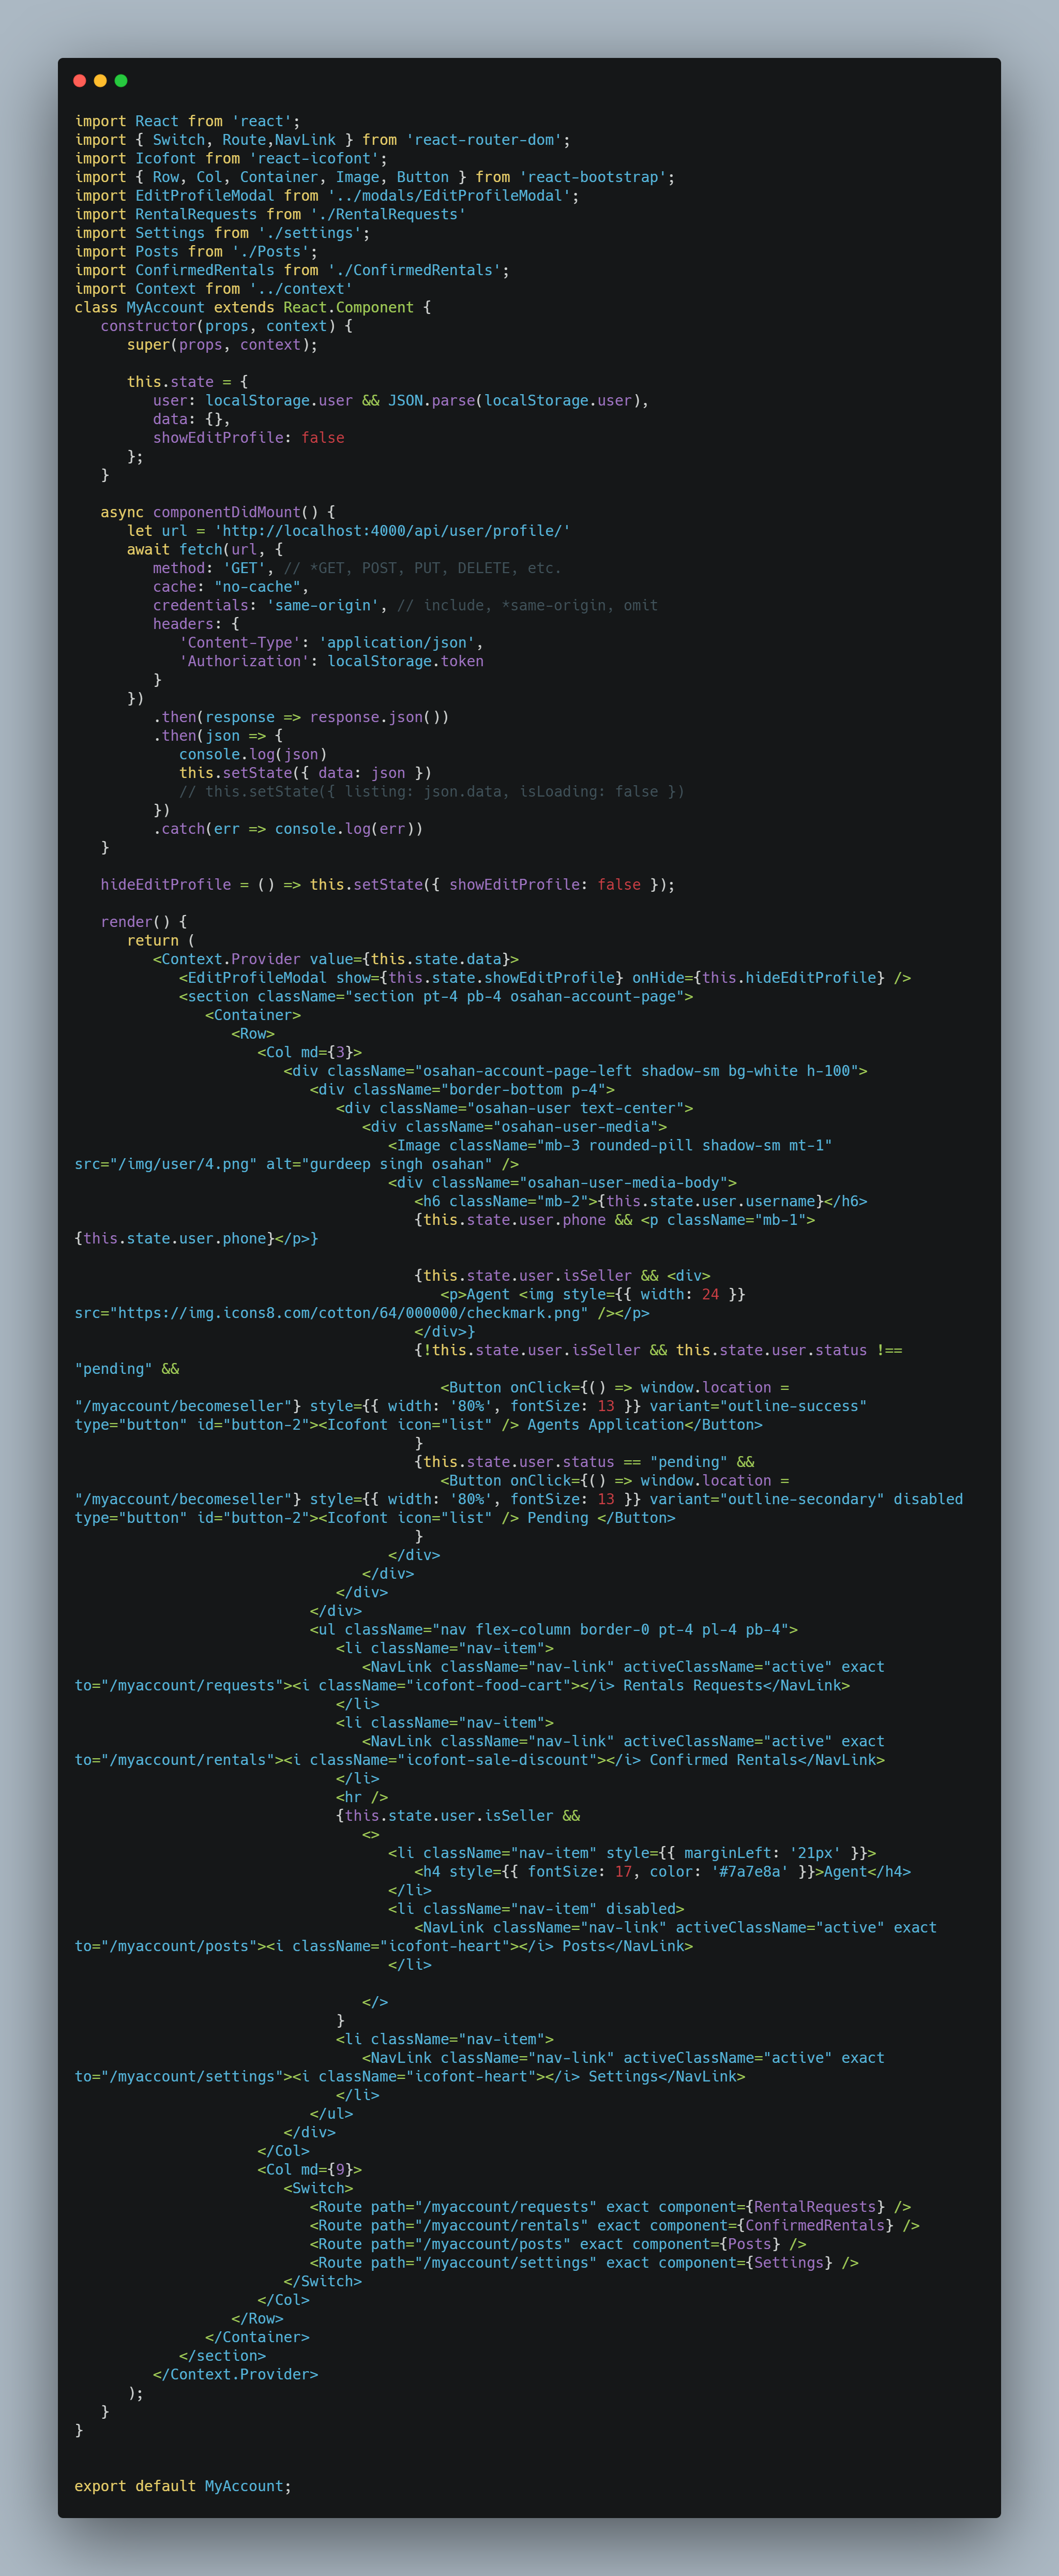 import React from 'react';
import { Switch, Route,NavLink } from 'react-router-dom';
import Icofont from 'react-icofont';
import { Row, Col, Container, Image, Button } from 'react-bootstrap';
import EditProfileModal from '../modals/EditProfileModal';
import RentalRequests from './RentalRequests'
import Settings from './settings';
import Posts from './Posts';
import ConfirmedRentals from './ConfirmedRentals';
import Context from '../context'
class MyAccount extends React.Component {
   constructor(props, context) {
      super(props, context);

      this.state = {
         user: localStorage.user && JSON.parse(localStorage.user),
         data: {},
         showEditProfile: false
      };
   }

   async componentDidMount() {
      let url = 'http://localhost:4000/api/user/profile/'
      await fetch(url, {
         method: 'GET', // *GET, POST, PUT, DELETE, etc.
         cache: "no-cache",
         credentials: 'same-origin', // include, *same-origin, omit
         headers: {
            'Content-Type': 'application/json',
            'Authorization': localStorage.token
         }
      })
         .then(response => response.json())
         .then(json => {
            console.log(json)
            this.setState({ data: json })
            // this.setState({ listing: json.data, isLoading: false })
         })
         .catch(err => console.log(err))
   }

   hideEditProfile = () => this.setState({ showEditProfile: false });

   render() {
      return (
         <Context.Provider value={this.state.data}>
            <EditProfileModal show={this.state.showEditProfile} onHide={this.hideEditProfile} />
            <section className="section pt-4 pb-4 osahan-account-page">
               <Container>
                  <Row>
                     <Col md={3}>
                        <div className="osahan-account-page-left shadow-sm bg-white h-100">
                           <div className="border-bottom p-4">
                              <div className="osahan-user text-center">
                                 <div className="osahan-user-media">
                                    <Image className="mb-3 rounded-pill shadow-sm mt-1"
src="/img/user/4.png" alt="gurdeep singh osahan" />
                                    <div className="osahan-user-media-body">
                                       <h6 className="mb-2">{this.state.user.username}</h6>
                                       {this.state.user.phone && <p className="mb-1">
{this.state.user.phone}</p>}

                                       {this.state.user.isSeller && <div>
                                          <p>Agent <img style={{ width: 24 }}
src="https://img.icons8.com/cotton/64/000000/checkmark.png" /></p>
                                       </div>}
                                       {!this.state.user.isSeller && this.state.user.status !==
"pending" &&
                                          <Button onClick={() => window.location =
"/myaccount/becomeseller"} style={{ width: '80%', fontSize: 13 }} variant="outline-success"
type="button" id="button-2"><Icofont icon="list" /> Agents Application</Button>
                                       }
                                       {this.state.user.status == "pending" &&
                                          <Button onClick={() => window.location =
"/myaccount/becomeseller"} style={{ width: '80%', fontSize: 13 }} variant="outline-secondary" disabled
type="button" id="button-2"><Icofont icon="list" /> Pending </Button>
                                       }
                                    </div>
                                 </div>
                              </div>
                           </div>
                           <ul className="nav flex-column border-0 pt-4 pl-4 pb-4">
                              <li className="nav-item">
                                 <NavLink className="nav-link" activeClassName="active" exact
to="/myaccount/requests"><i className="icofont-food-cart"></i> Rentals Requests</NavLink>
                              </li>
                              <li className="nav-item">
                                 <NavLink className="nav-link" activeClassName="active" exact
to="/myaccount/rentals"><i className="icofont-sale-discount"></i> Confirmed Rentals</NavLink>
                              </li>
                              <hr />
                              {this.state.user.isSeller &&
                                 <>
                                    <li className="nav-item" style={{ marginLeft: '21px' }}>
                                       <h4 style={{ fontSize: 17, color: '#7a7e8a' }}>Agent</h4>
                                    </li>
                                    <li className="nav-item" disabled>
                                       <NavLink className="nav-link" activeClassName="active" exact
to="/myaccount/posts"><i className="icofont-heart"></i> Posts</NavLink>
                                    </li>

                                 </>
                              }
                              <li className="nav-item">
                                 <NavLink className="nav-link" activeClassName="active" exact
to="/myaccount/settings"><i className="icofont-heart"></i> Settings</NavLink>
                              </li>
                           </ul>
                        </div>
                     </Col>
                     <Col md={9}>
                        <Switch>
                           <Route path="/myaccount/requests" exact component={RentalRequests} />
                           <Route path="/myaccount/rentals" exact component={ConfirmedRentals} />
                           <Route path="/myaccount/posts" exact component={Posts} />
                           <Route path="/myaccount/settings" exact component={Settings} />
                        </Switch>
                     </Col>
                  </Row>
               </Container>
            </section>
         </Context.Provider>
      );
   }
}


export default MyAccount;